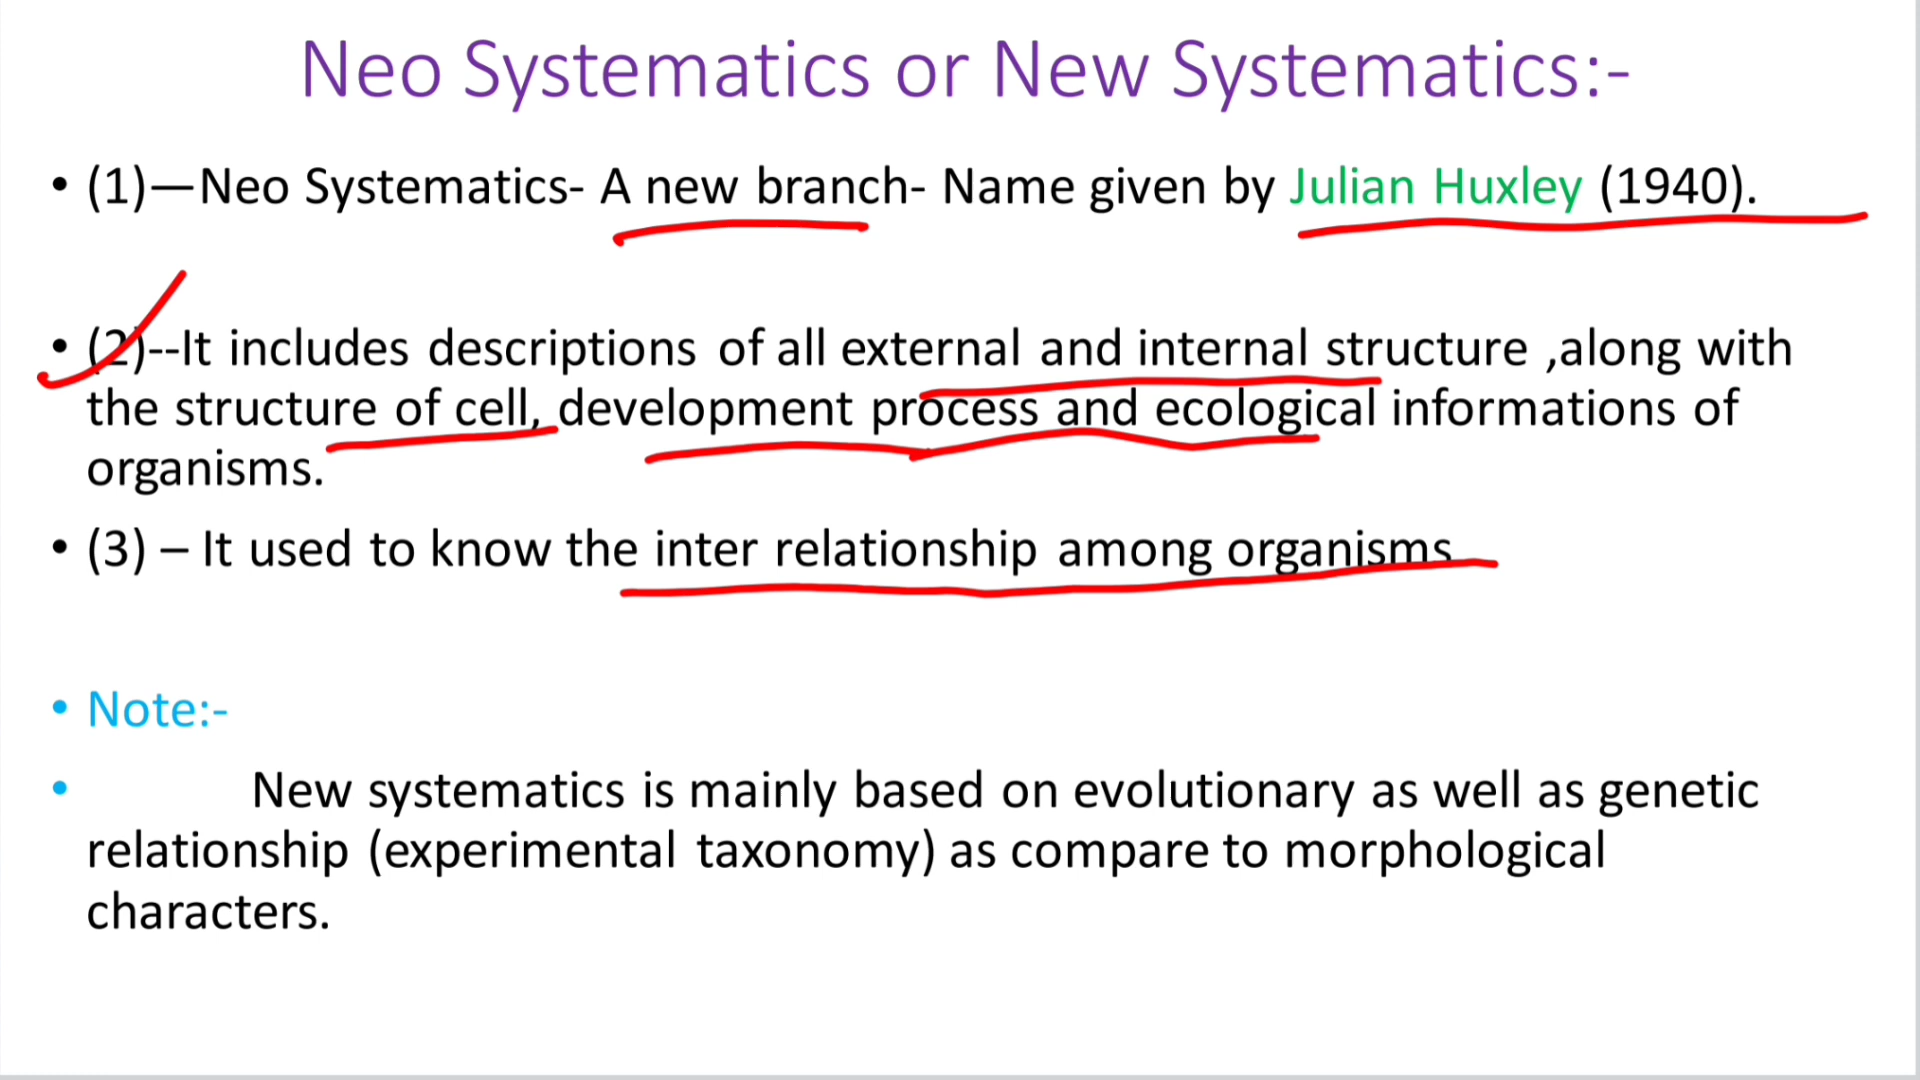 Neo Systematics or New Systematics:-
• (1)—Neo Systematics- A new branch- Name given by Julian Huxley (1940).
• (2)--It includes descriptions of all external and internal structure ,along with
the structure of cell, development process and ecological informations of
organisms.
• (3) – It used to know the inter relationship among organisms
• Note:-
• New systematics is mainly based on evolutionary as well as genetic
relationship (experimental taxonomy) as compare to morphological
characters.